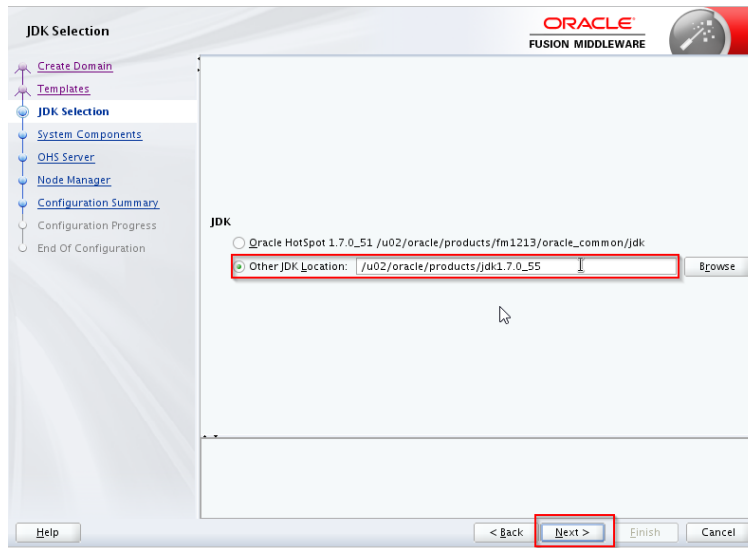 JDK Selection
ORACLE
FUSION MIDDLEWARE
Create Domain
Templates
JDK Selection
System Components
OHS Server
Node Manager
Configuration Summary
Configuration Progress
End Of Configuration
JDK
Oracle HotSpot 1.7.0_51 /u02/oracle/products/fm1213/oracle_common/jdk
Other JDK Location: /u02/oracle/products/jdk1.7.0_55 Browse
Help < Back Next > Finish Cancel